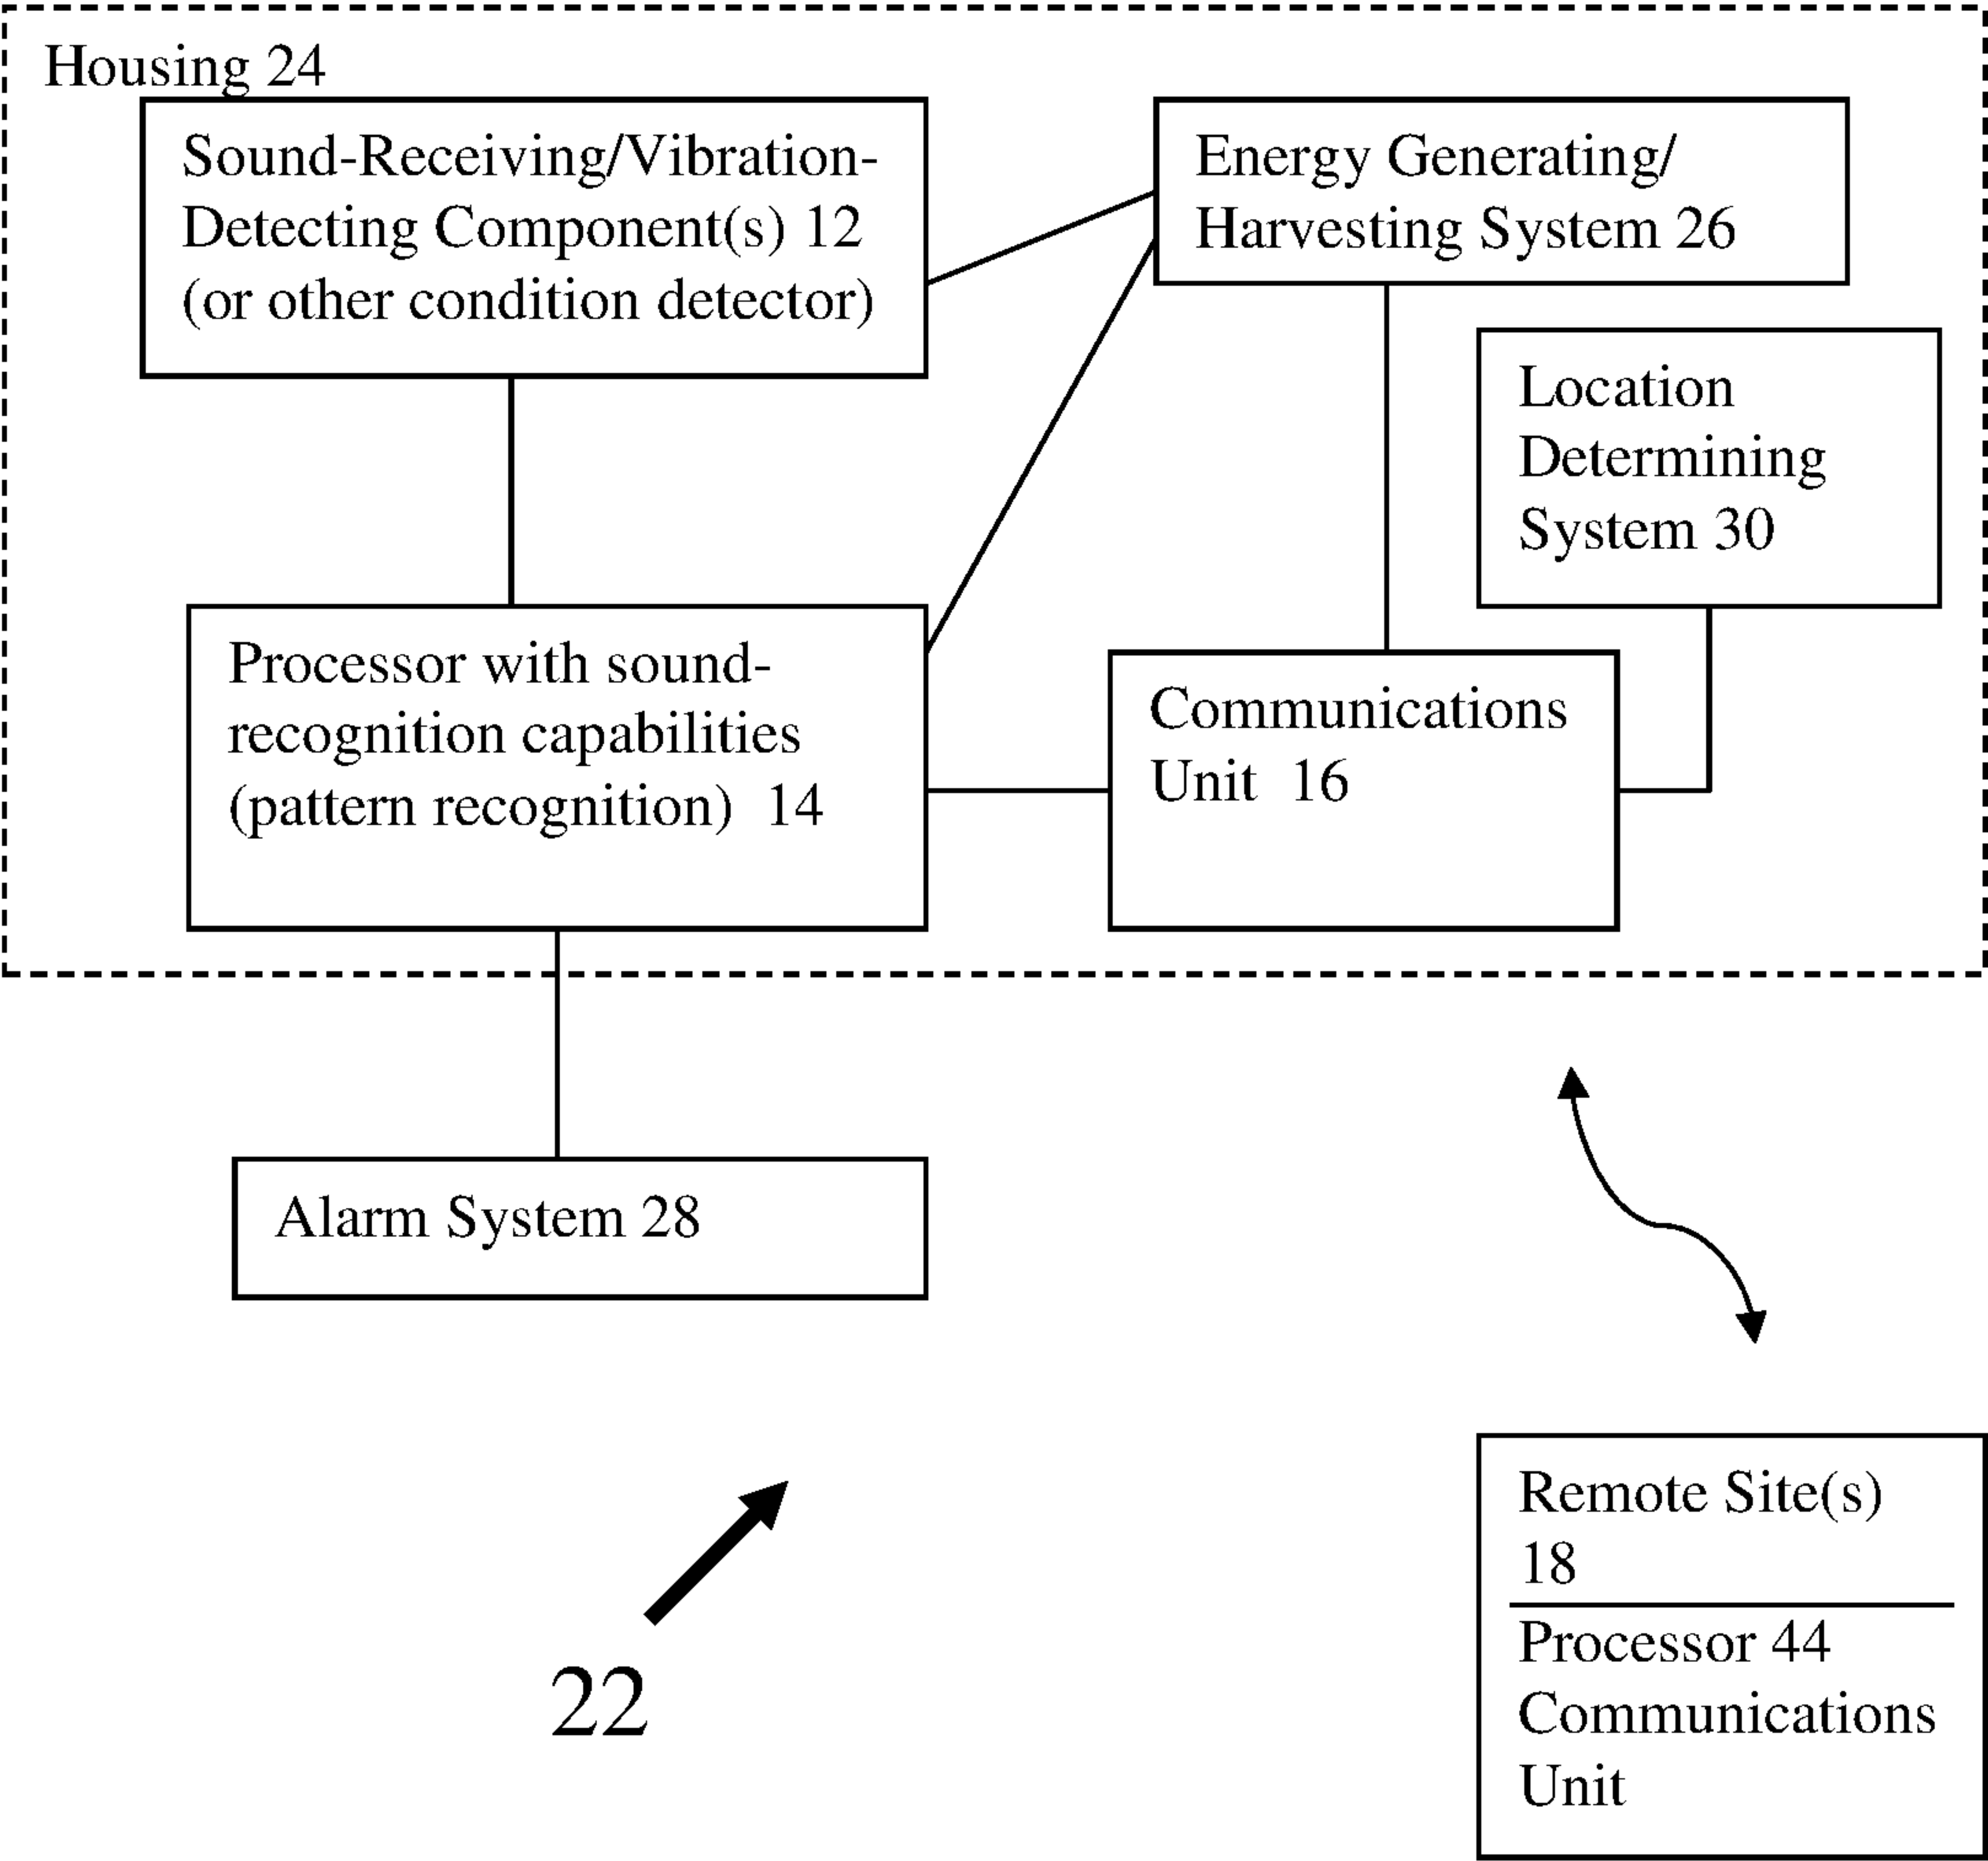 Housing 24
Sound-Receiving/Vibration-
Detecting Component(s) 12
(or other condition detector)
Energy Generating/
Harvesting System 26
Location
Determining
System 30
Processor with sound-
recognition capabilities
(pattern recognition)  14
Communications
Unit  16
Alarm System 28
22
Remote Site(s)
18
Processor 44
Communications
Unit